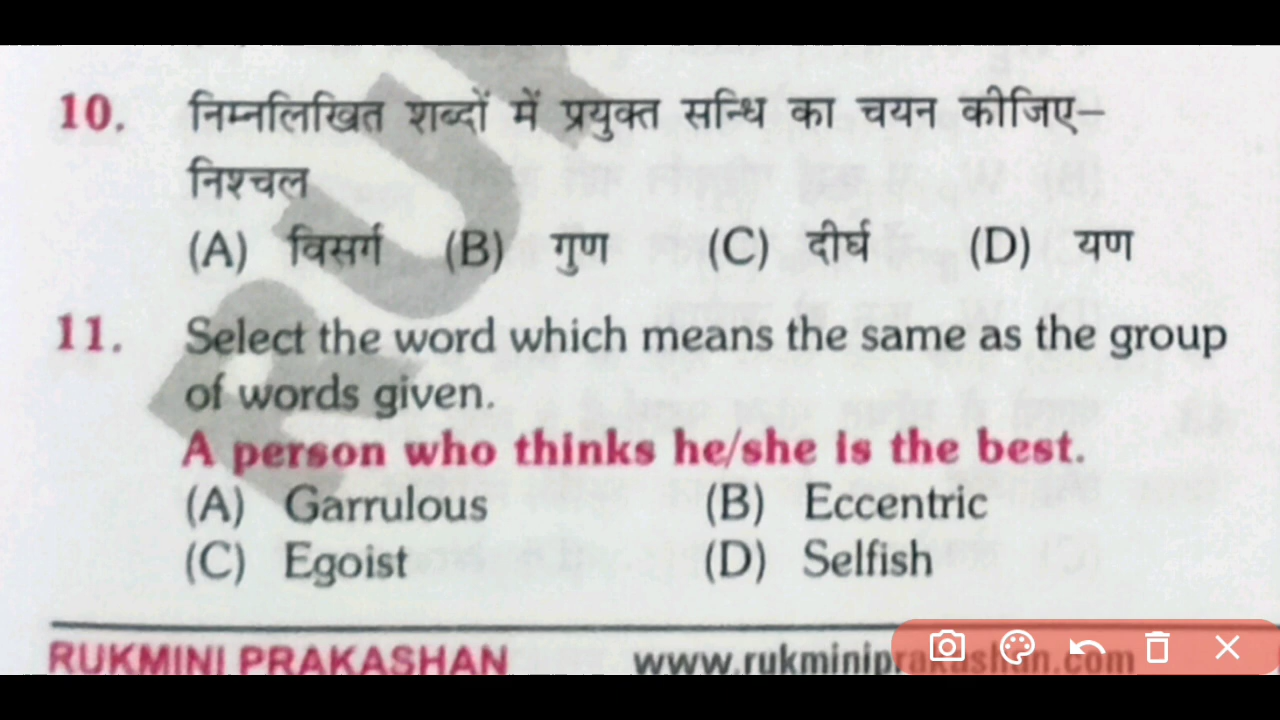 10. निम्नलिखित शब्दों में प्रयुक्त सन्धि का चयन कीजिए–
निश्चल
(A) विसर्ग (B) गुण (C) दीर्घ (D) यण
11. Select the word which means the same as the group
of words given.
A person who thinks he/she is the best.
(A) Garrulous (B) Eccentric
(C) Egoist (D) Selfish
RUKMINI PRAKASHAN www.rukminiprakashan.com